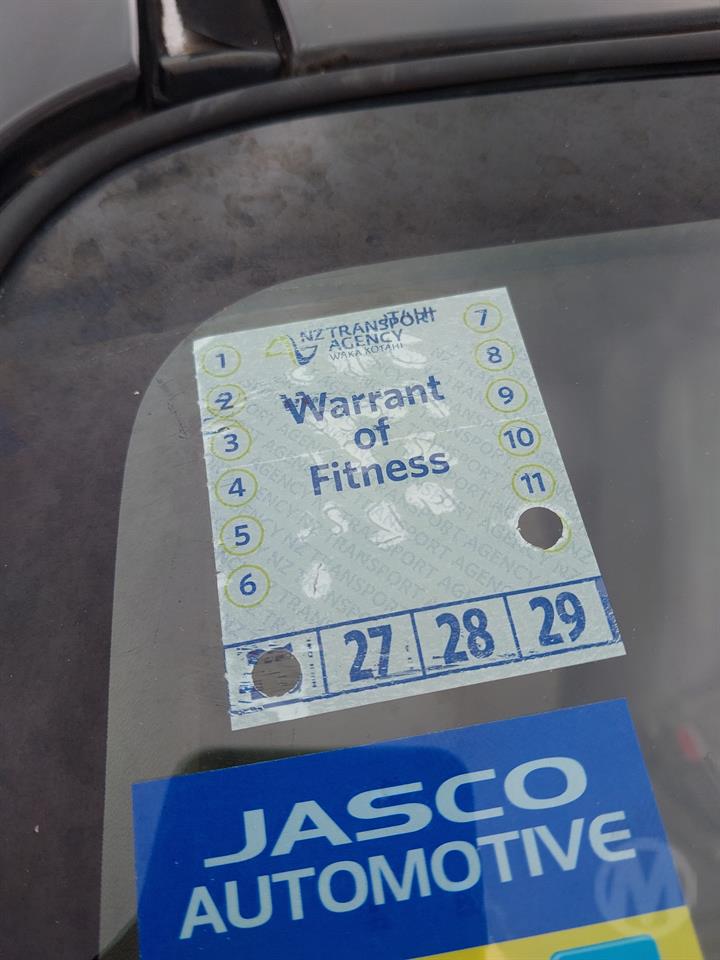 NZ TRANSPORT
AGENCY
WAKA KOTAHI
1
2
3
4
5
6
7
8
9
10
11
Warrant
of
Fitness
27 28 29
JASCO
AUTOMOTIVE
M